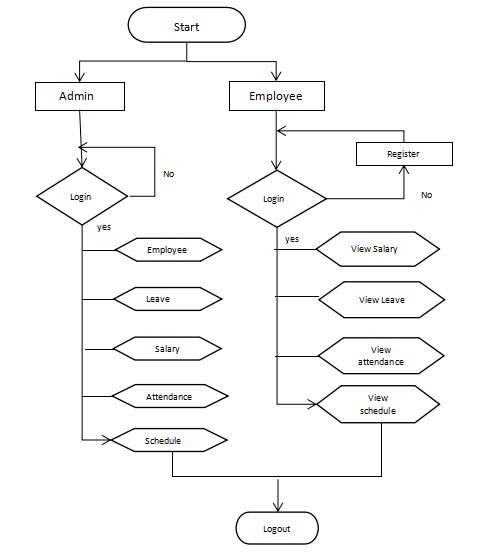 Start
Admin
Employee
Register
No
Login
yes
No
Login
yes
Employee
Leave
Salary
Attendance
Schedule
View Salary
View Leave
View
attendance
View
schedule
Logout